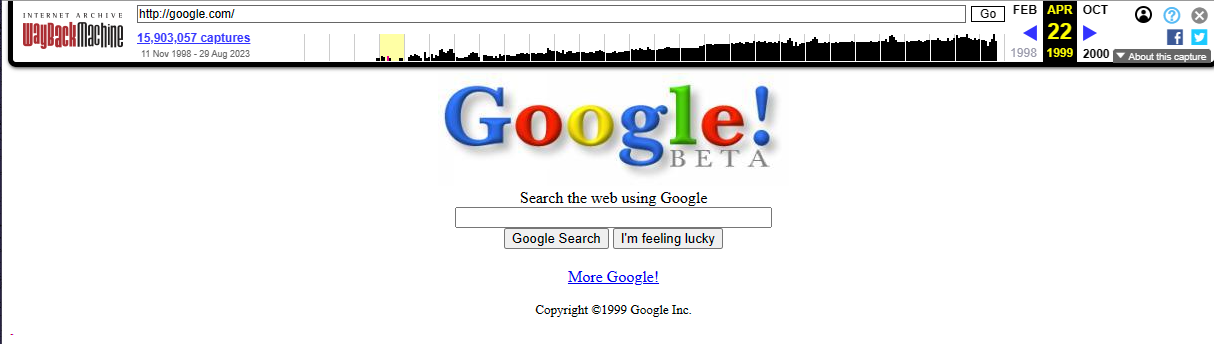 INTERNET ARCHIVE
WayBackMachine
http://google.com/
Go
15,903,057 captures
11 Nov 1998 - 29 Aug 2023
FEB APR OCT
22
1998 1999 2000
About this capture
Google!
BETA
Search the web using Google
Google Search I'm feeling lucky
More Google!
Copyright ©1999 Google Inc.